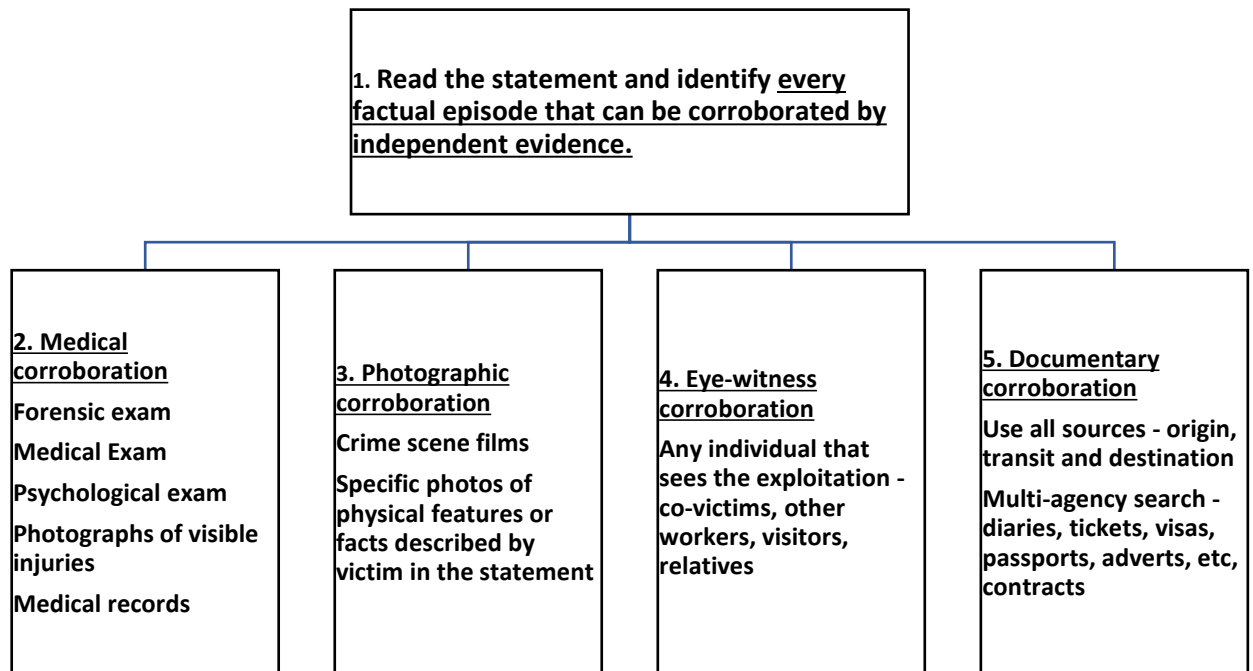 1. Read the statement and identify every
factual episode that can be corroborated by
independent evidence.
2. Medical
corroboration
Forensic exam
Medical Exam
Psychological exam
Photographs of visible
injuries
Medical records
3. Photographic
corroboration
Crime scene films
Specific photos of
physical features or
facts described by
victim in the statement
4. Eye-witness
corroboration
Any individual that
sees the exploitation -
co-victims, other
workers, visitors,
relatives
5. Documentary
corroboration
Use all sources - origin,
transit and destination
Multi-agency search -
diaries, tickets, visas,
passports, adverts, etc,
contracts